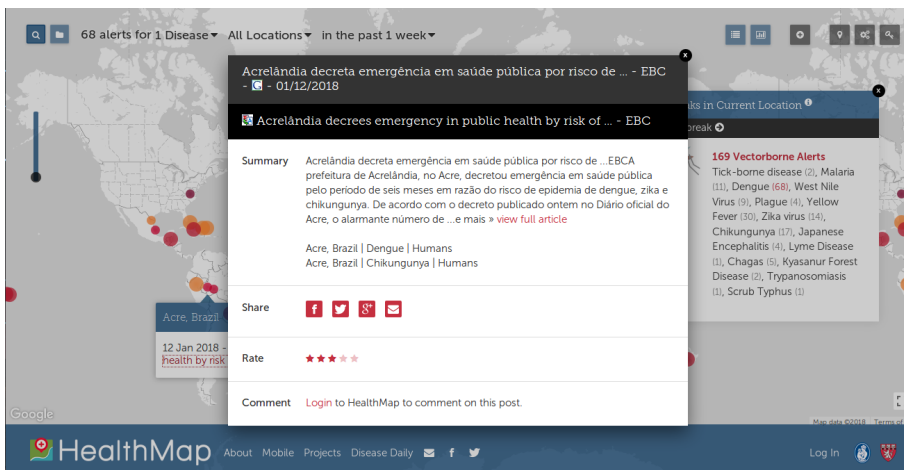 68 alerts for 1 Disease All Locations in the past 1 week
Acrelândia decreta emergência em saúde pública por risco de ... - EBC
- G - 01/12/2018
Acrelândia decrees emergency in public health by risk of ... - EBC
Summary
Acrelândia decreta emergência em saúde pública por risco de ...EBCA
prefeitura de Acrelândia, no Acre, decretou emergência em saúde pública
pelo período de seis meses em razão do risco de epidemia de dengue, zika e
chikungunya. De acordo com o decreto publicado ontem no Diário oficial do
Acre, o alarmante número de ...e mais » view full article
Acre, Brazil | Dengue | Humans
Acre, Brazil | Chikungunya | Humans
Share
f g+
Rate
Comment Login to HealthMap to comment on this post.
ks in Current Location
break
169 Vectorborne Alerts
Tick-borne disease (2), Malaria
(11), Dengue (68), West Nile
Virus (9), Plague (4), Yellow
Fever (30), Zika virus (14),
Chikungunya (17), Japanese
Encephalitis (4), Lyme Disease
(1), Chagas (5), Kyasanur Forest
Disease (2), Trypanosomiasis
(1), Scrub Typhus (1)
Acre, Brazil
12 Jan 2018 -
health by risk
Google
Map data ©2018 Terms of
HealthMap About Mobile Projects Disease Daily f Log In